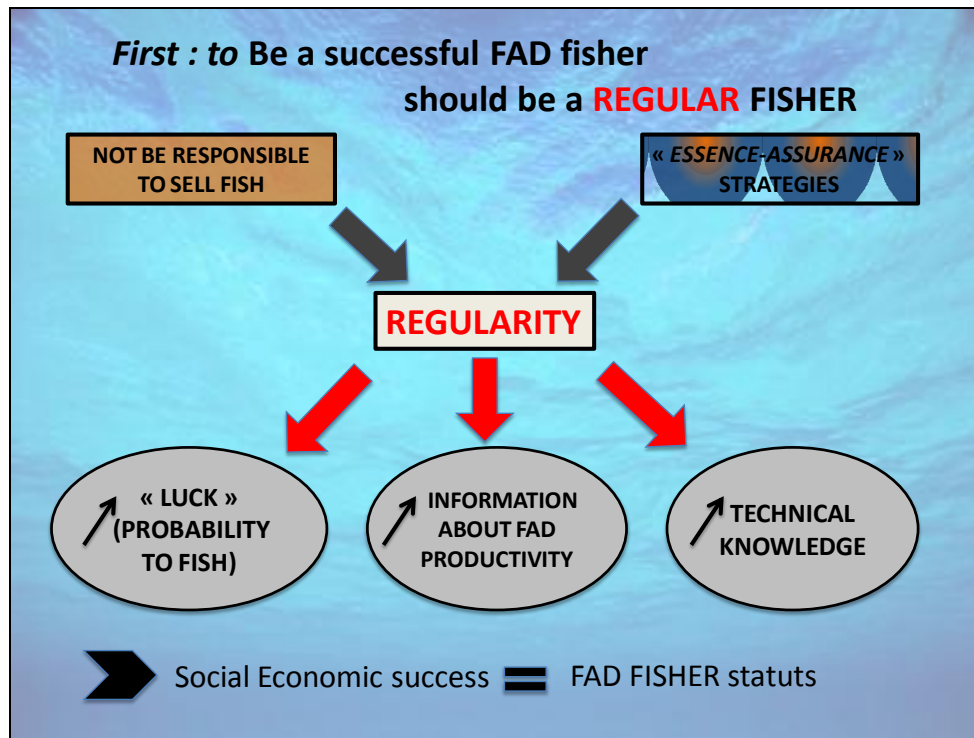 First : to Be a successful FAD fisher
should be a REGULAR FISHER
NOT BE RESPONSIBLE
TO SELL FISH
« ESSENCE-ASSURANCE »
STRATEGIES
REGULARITY
« LUCK »
(PROBABILITY
TO FISH)
INFORMATION
ABOUT FAD
PRODUCTIVITY
TECHNICAL
KNOWLEDGE
Social Economic success = FAD FISHER statuts